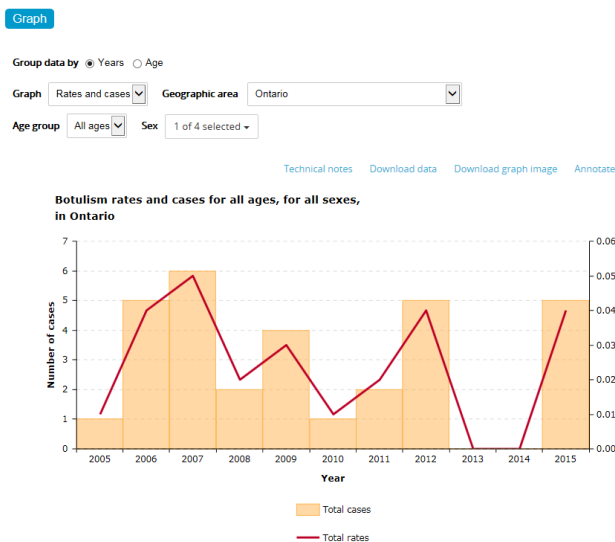 Graph
Group data by Years Age
Graph Rates and cases Geographic area Ontario
Age group All ages Sex 1 of 4 selected
Technical notes Download data Download graph image Annotate
Botulism rates and cases for all ages, for all sexes,
in Ontario
7 0.06
6 0.05
5 0.04
4 0.03
3 0.02
2 0.01
1 0.00
0
Number of cases
2005 2006 2007 2008 2009 2010 2011 2012 2013 2014 2015
Year
Total cases
Total rates